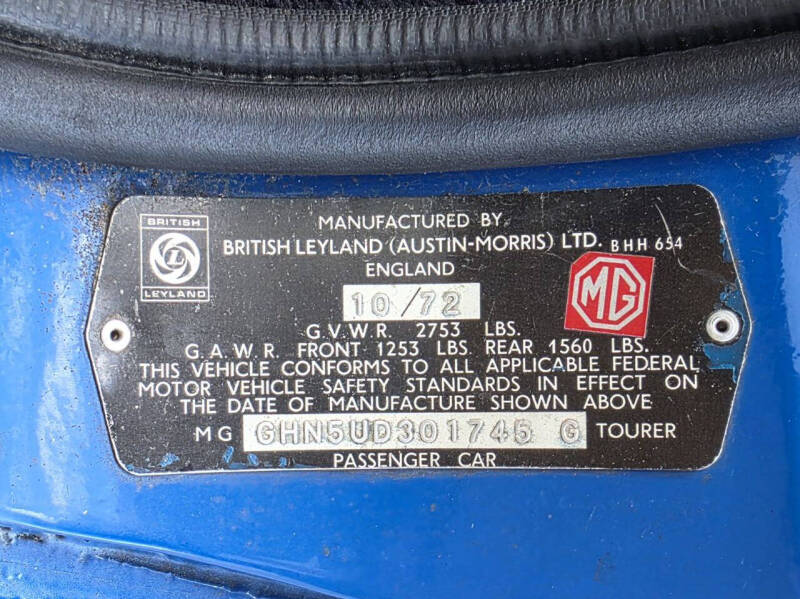 BRITISH
L
LEYLAND
MANUFACTURED BY
BRITISH LEYLAND (AUSTIN-MORRIS) LTD. BHH 654
ENGLAND
MG
10/72
G.V.W.R. 2753 LBS.
G.A.W.R. FRONT 1253 LBS. REAR 1560 LBS.
THIS VEHICLE CONFORMS TO ALL APPLICABLE FEDERAL
MOTOR VEHICLE SAFETY STANDARDS IN EFFECT ON
THE DATE OF MANUFACTURE SHOWN ABOVE
MG GHN5UD301745 G TOURER
PASSENGER CAR